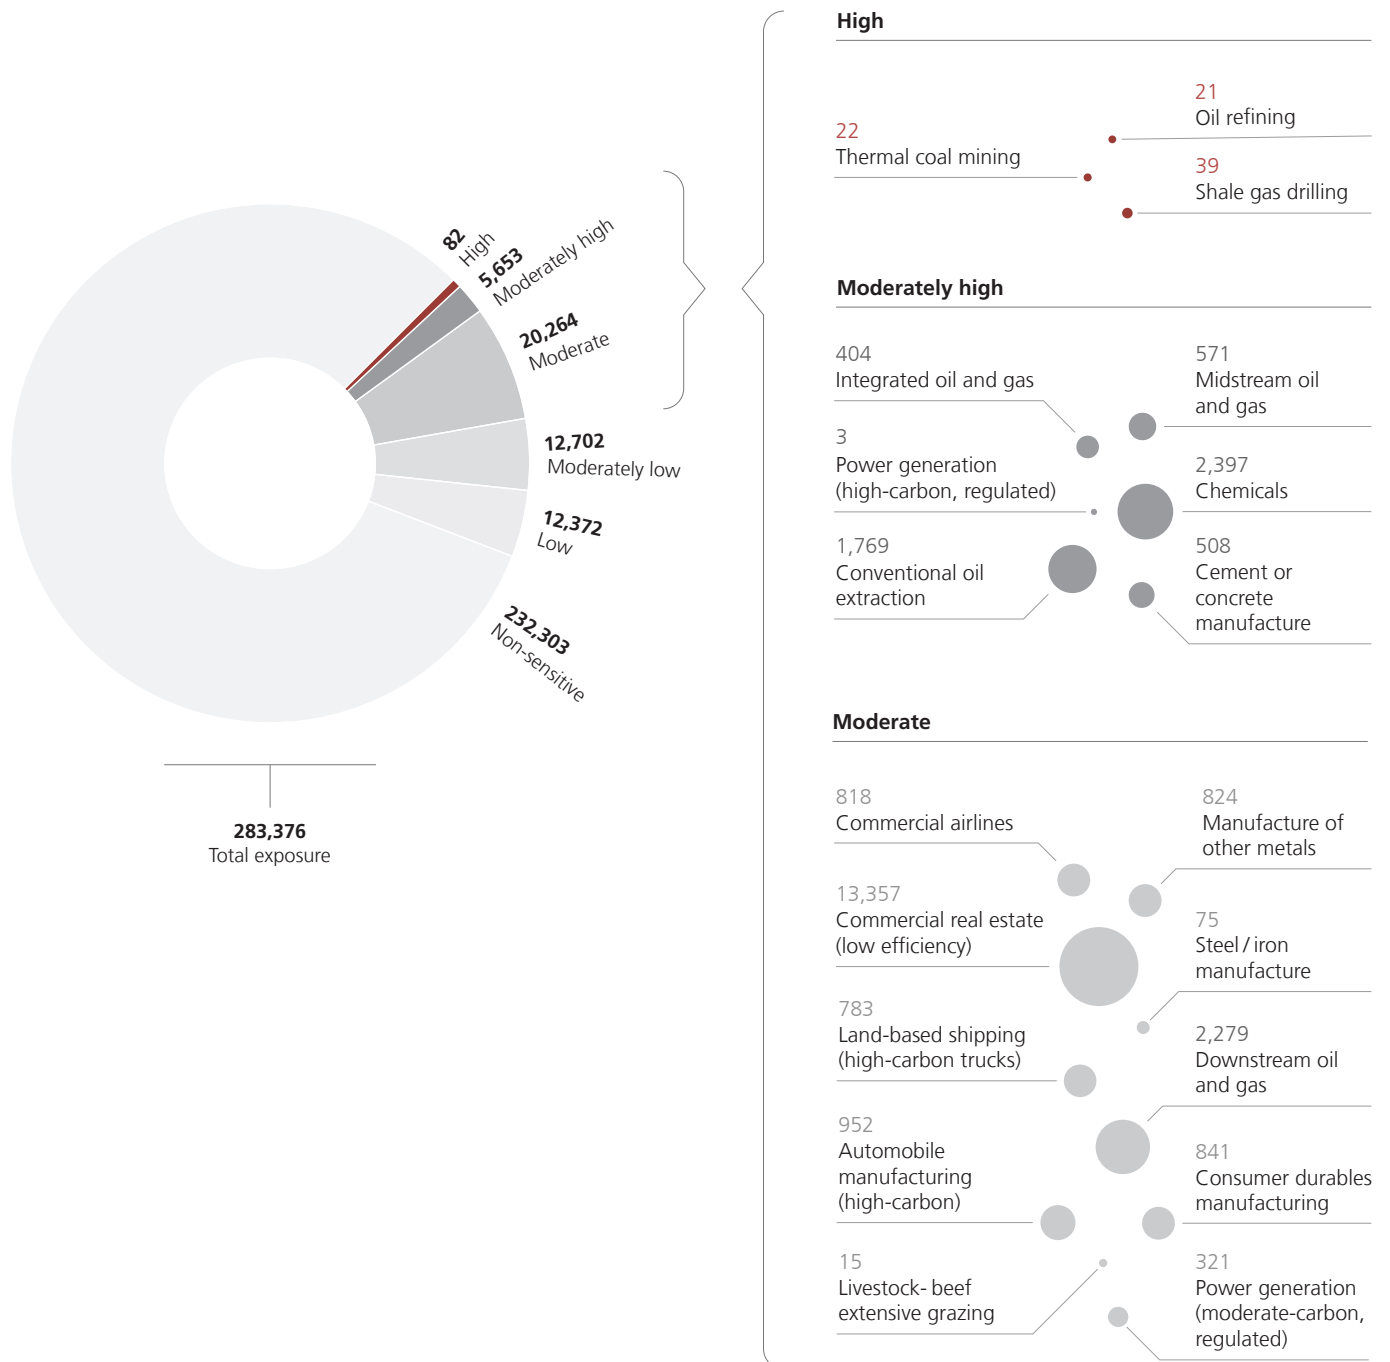 82
High
5,653
Moderately high
20,264
Moderate
12,702
Moderately low
12,372
Low
232,303
Non-sensitive
283,376
Total exposure
High
22
Thermal coal mining
21
Oil refining
39
Shale gas drilling
Moderately high
404
Integrated oil and gas
3
Power generation
(high-carbon, regulated)
1,769
Conventional oil
extraction
571
Midstream oil
and gas
2,397
Chemicals
508
Cement or
concrete
manufacture
Moderate
818
Commercial airlines
13,357
Commercial real estate
(low efficiency)
783
Land-based shipping
(high-carbon trucks)
952
Automobile
manufacturing
(high-carbon)
15
Livestock- beef
extensive grazing
824
Manufacture of
other metals
75
Steel / iron
manufacture
2,279
Downstream oil
and gas
841
Consumer durables
manufacturing
321
Power generation
(moderate-carbon,
regulated)